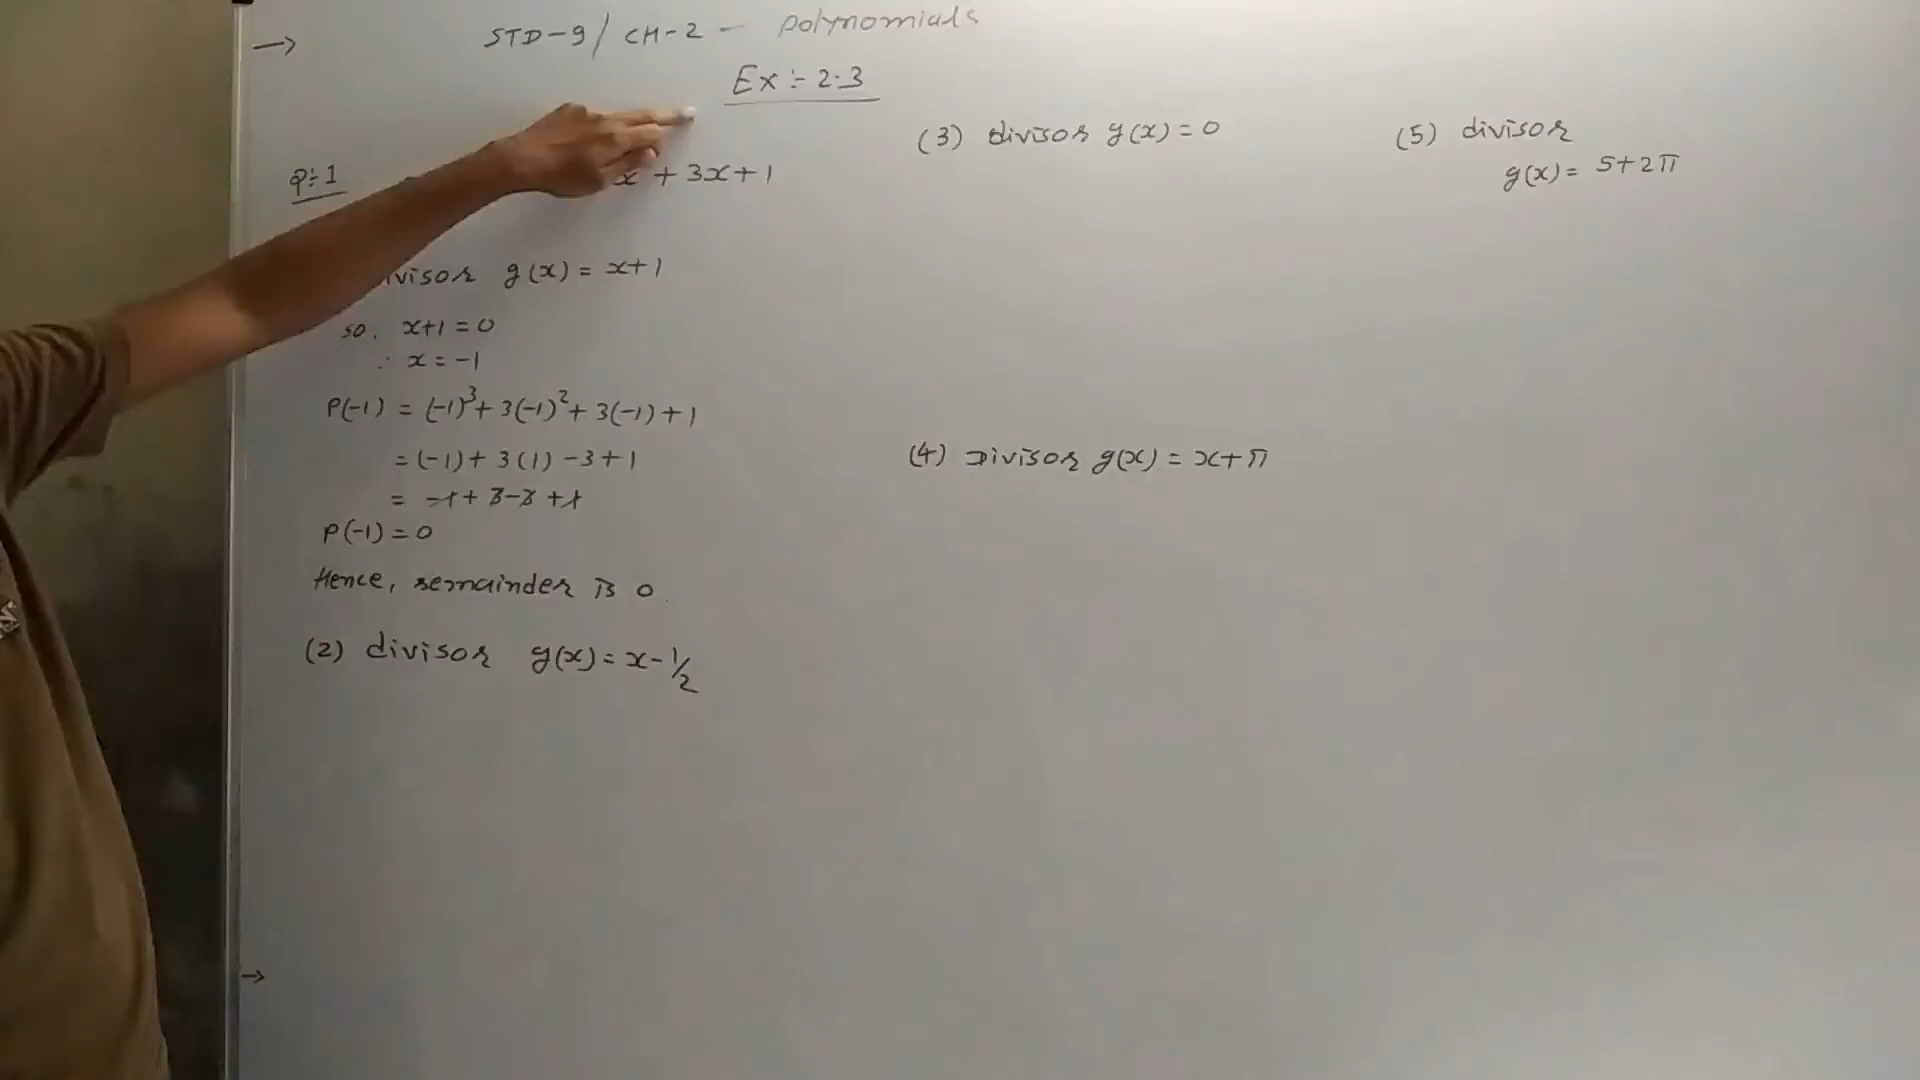 → STD-9/ CH-2 - polynomials
Ex :- 2.3
Q:-1
x + 3x+1
visor g(x) = x+1
so. x+1=0
∴ x = -1
P(-1) = (-1)³+ 3(-1)²+ 3(-1)+1
= (-1)+ 3(1) -3+1
= -1+ 3-3 +1
P(-1) = 0
Hence, remainder is 0
(2) divisor g(x) = x - 1/2
→
(3) divisor g(x) = 0
(4) Divisor g(x) = x+π
(5) divisor
g(x) = 5+2π